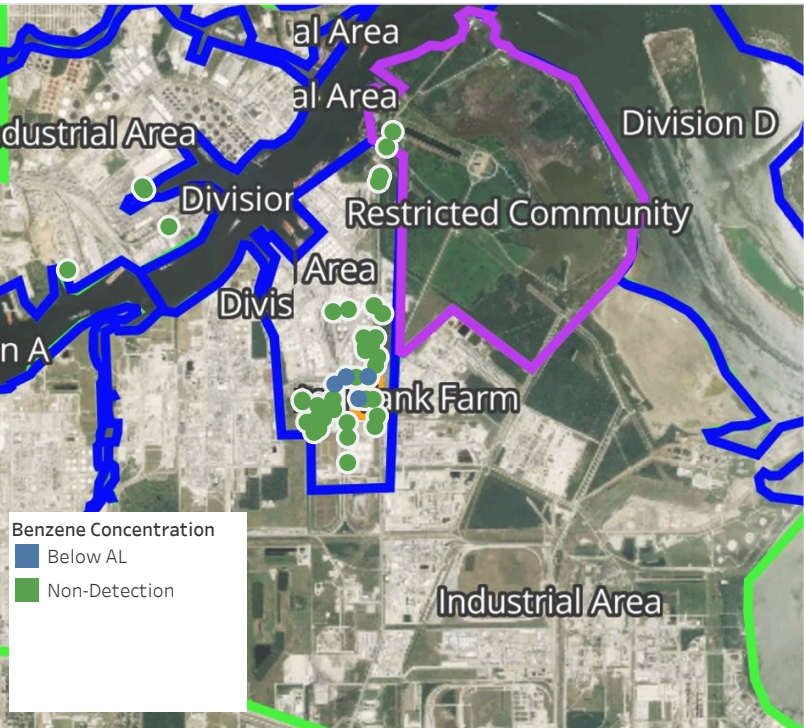 al Area
al Area
dustrial Area
Division D
Division
Restricted Community
Area
Divis
n A
ank Farm
Benzene Concentration
Below AL
Non-Detection
Industrial Area